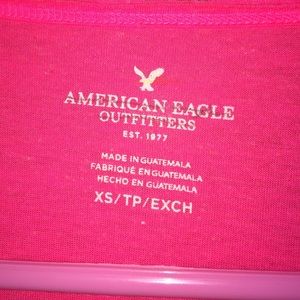 AMERICAN EAGLE
OUTFITTERS
EST. 1977
MADE IN GUATEMALA
FABRIQUÉ EN GUATEMALA
HECHO EN GUATEMALA
XS/TP/EXCH